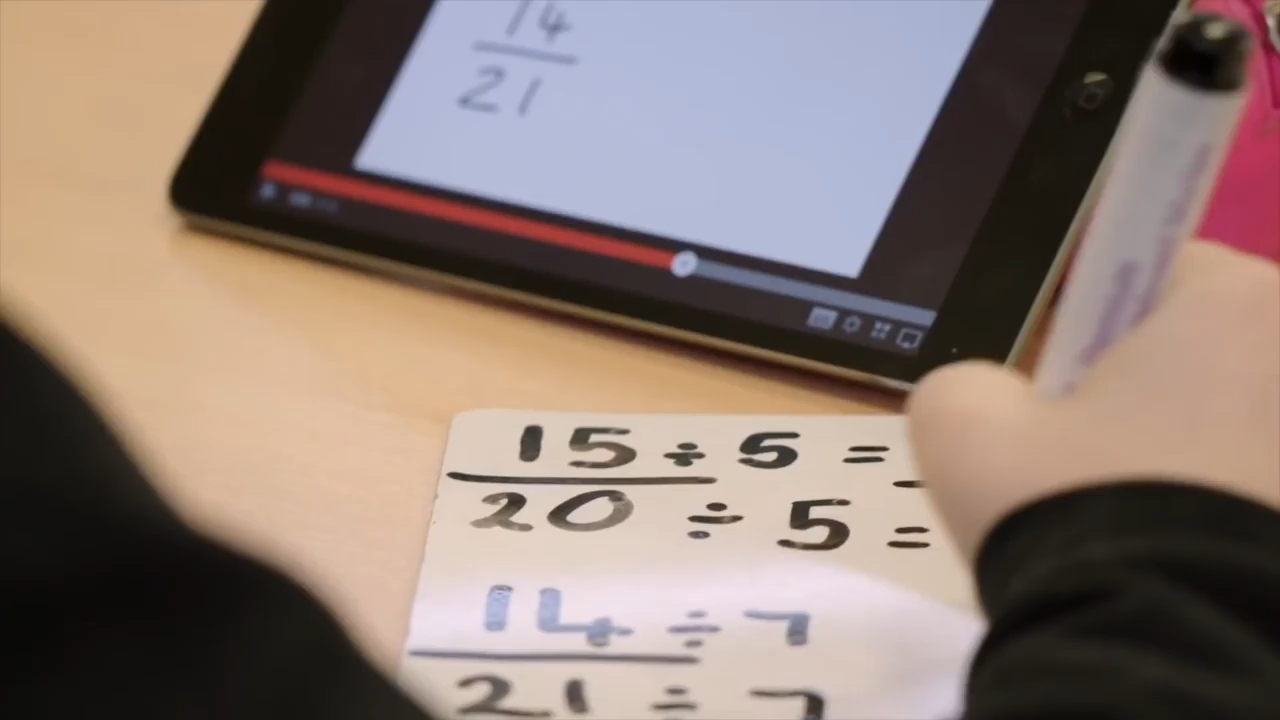 14
21
15 ÷ 5 =
20 ÷ 5 =
14 ÷ 7
21 ÷ 7